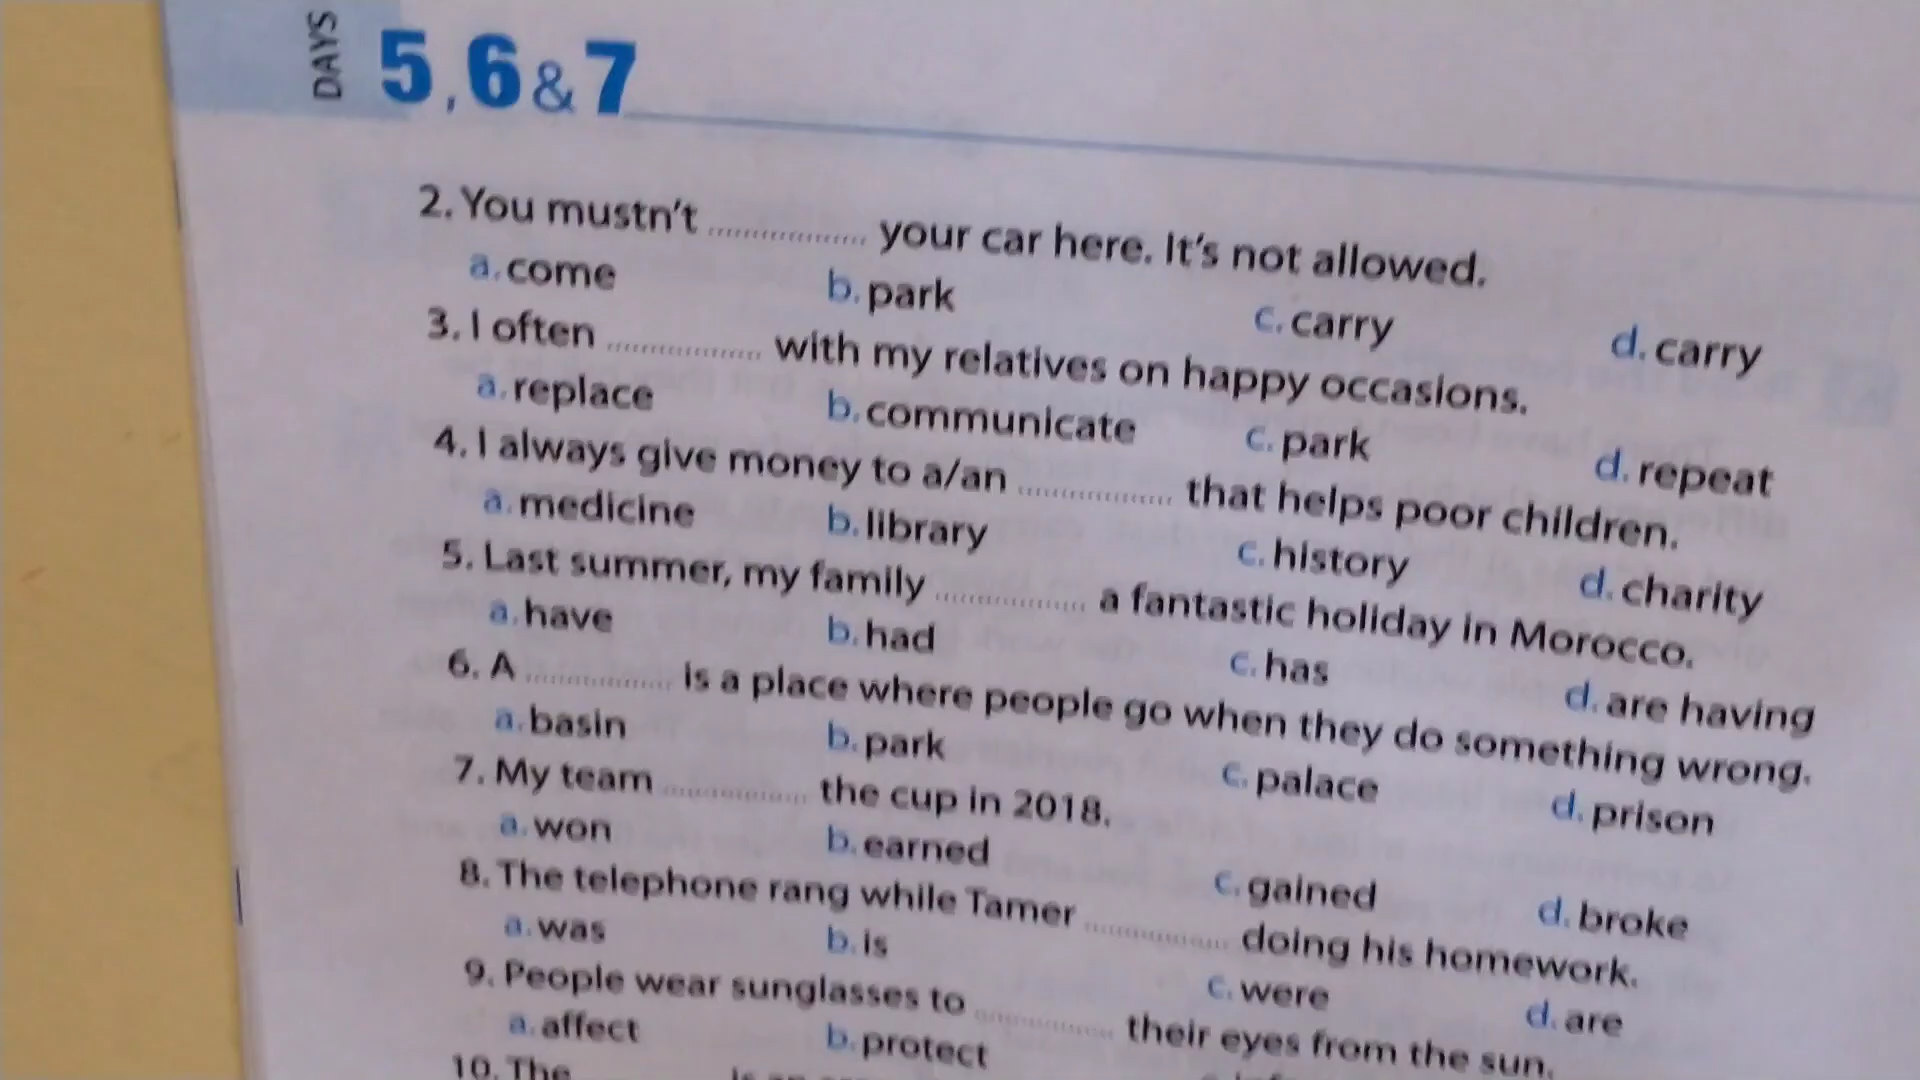 DAYS 5,6&7
2. You mustn't ................ your car here. It's not allowed.
a. come b. park c. carry d. carry
3. I often ................ with my relatives on happy occasions.
a. replace b. communicate c. park d. repeat
4. I always give money to a/an ................ that helps poor children.
a. medicine b. library c. history d. charity
5. Last summer, my family ................ a fantastic holiday in Morocco.
a. have b. had c. has d. are having
6. A ................ is a place where people go when they do something wrong.
a. basin b. park c. palace d. prison
7. My team ................ the cup in 2018.
a. won b. earned c. gained d. broke
8. The telephone rang while Tamer ................ doing his homework.
a. was b. is c. were d. are
9. People wear sunglasses to ................ their eyes from the sun.
a. affect b. protect
10. The